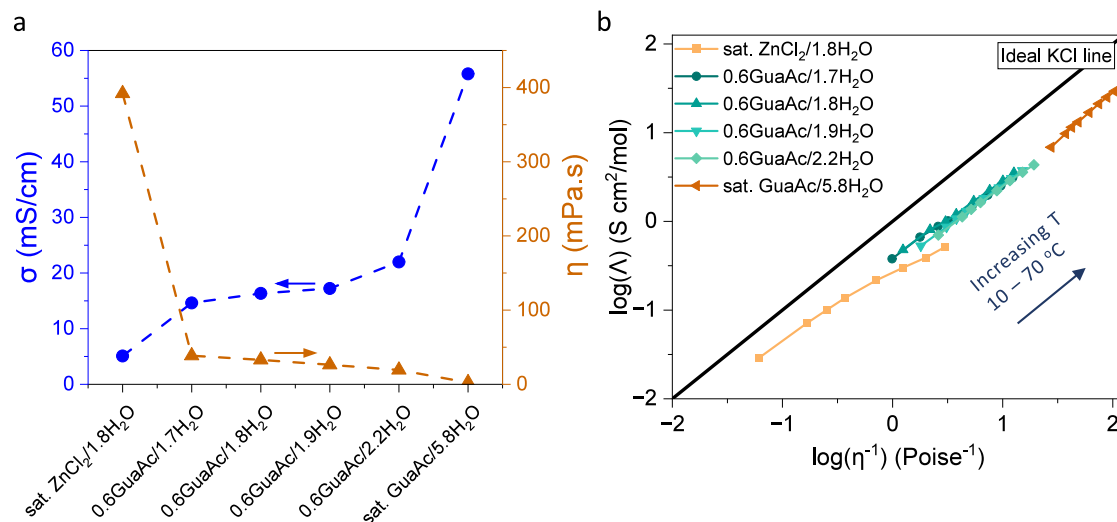 a
60
50
40
30
20
10
0
σ (mS/cm)
400
300
200
100
0
η (mPa.s)
sat. ZnCl₂/1.8H₂O
0.6GuaAc/1.7H₂O
0.6GuaAc/1.8H₂O
0.6GuaAc/1.9H₂O
0.6GuaAc/2.2H₂O
sat. GuaAc/5.8H₂O
b
2
1
0
−1
−2
log(Λ) (S cm²/mol)
sat. ZnCl₂/1.8H₂O
0.6GuaAc/1.7H₂O
0.6GuaAc/1.8H₂O
0.6GuaAc/1.9H₂O
0.6GuaAc/2.2H₂O
sat. GuaAc/5.8H₂O
Ideal KCl line
Increasing T
10 – 70 °C
−2
−1
0
1
2
log(η⁻¹) (Poise⁻¹)